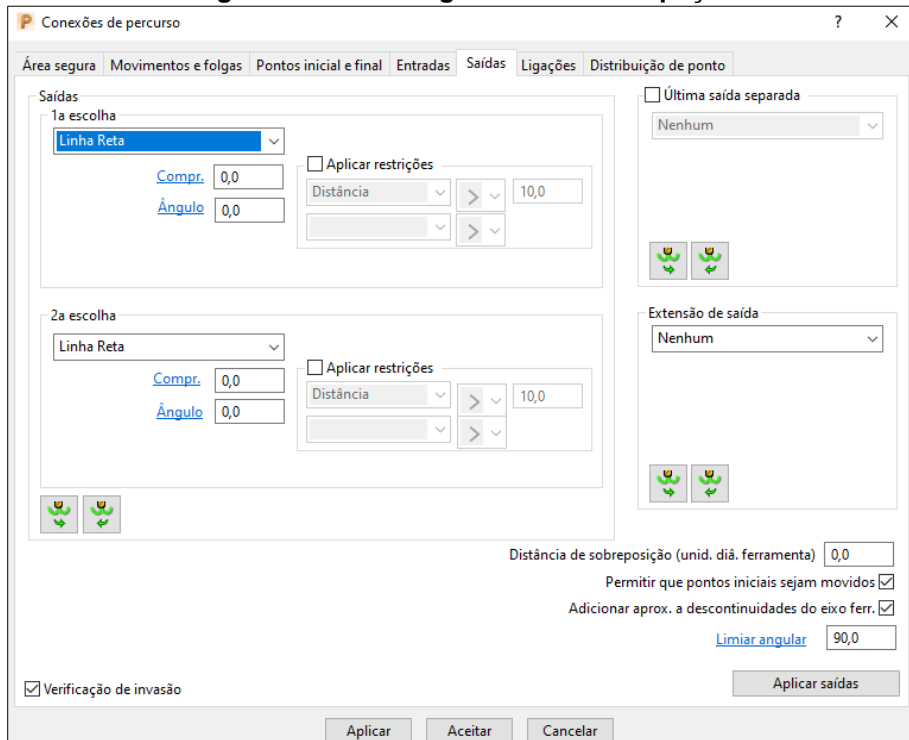 Conexões de percurso
?
Área segura Movimentos e folgas Pontos inicial e final Entradas Saídas Ligações Distribuição de ponto
Saídas
1a escolha
Linha Reta
Compr. 0,0
Ângulo 0,0
Aplicar restrições
Distância > 10,0
>
2a escolha
Linha Reta
Compr. 0,0
Ângulo 0,0
Aplicar restrições
Distância > 10,0
>
Última saída separada
Nenhum
Extensão de saída
Nenhum
Distância de sobreposição (unid. diâ. ferramenta) 0,0
Permitir que pontos iniciais sejam movidos
Adicionar aprox. a descontinuidades do eixo ferr.
Limiar angular 90,0
Aplicar saídas
Verificação de invasão
Aplicar Aceitar Cancelar